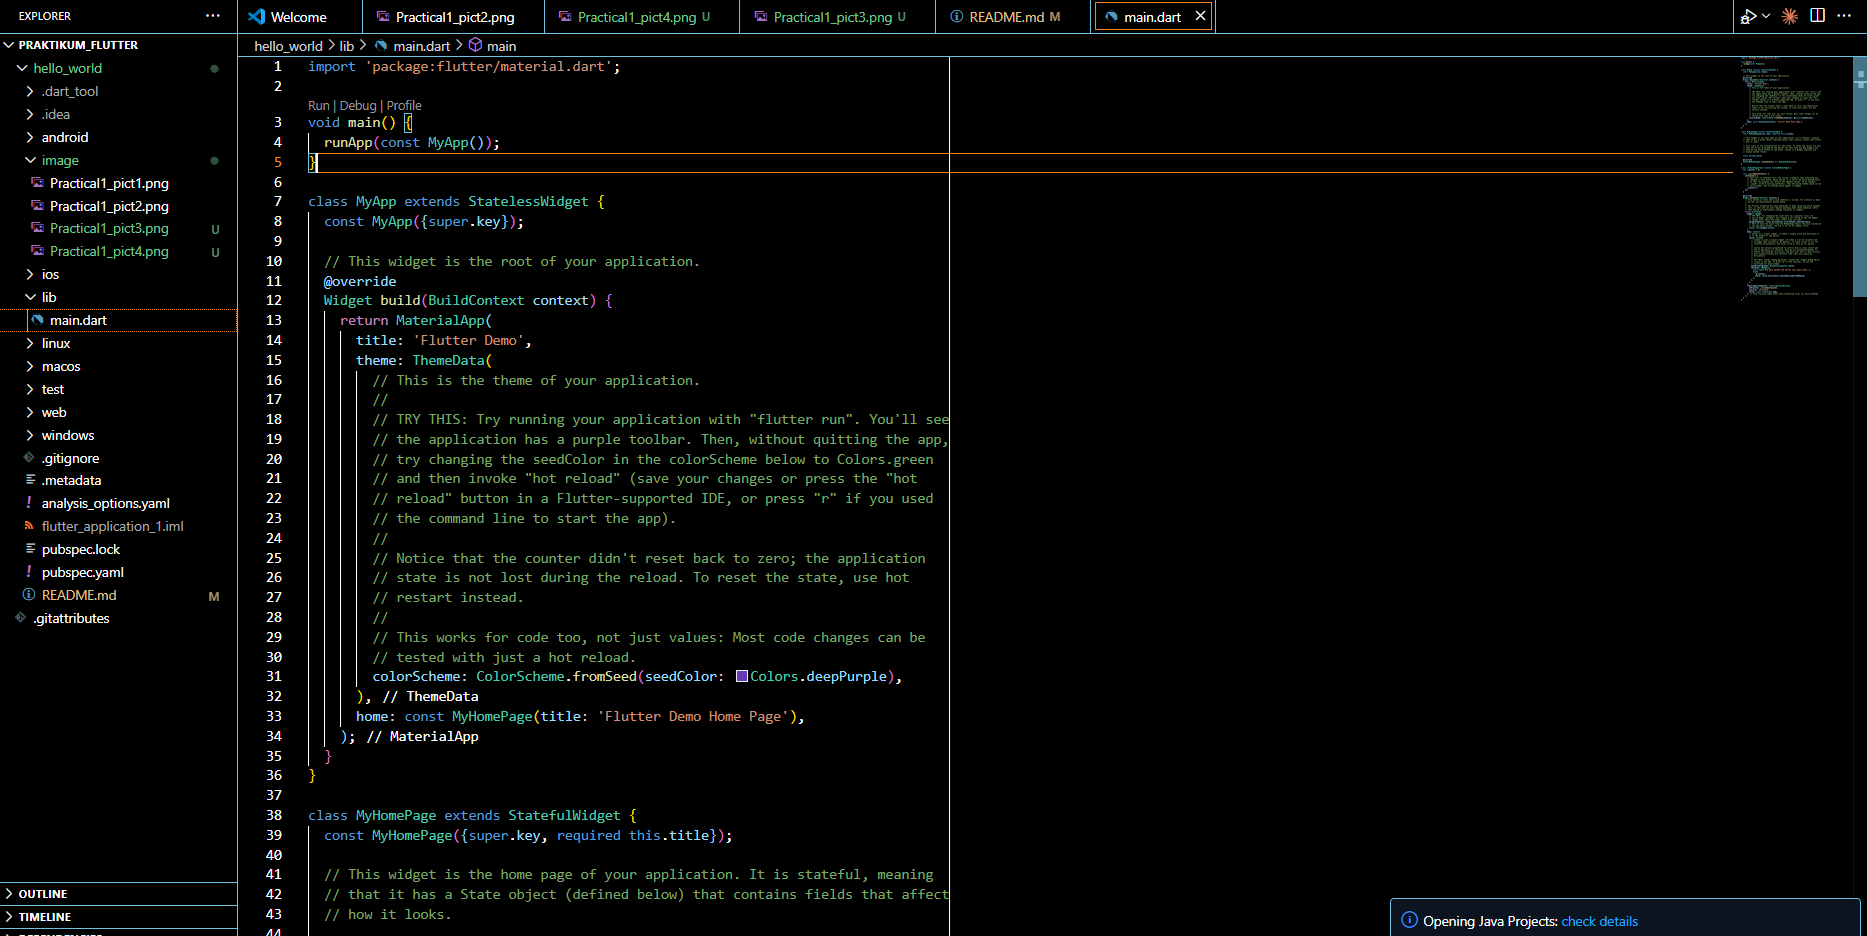 EXPLORER
PRAKTIKUM_FLUTTER
hello_world
.dart_tool
.idea
android
image
Practical1_pict1.png
Practical1_pict2.png
Practical1_pict3.png U
Practical1_pict4.png U
ios
lib
main.dart
linux
macos
test
web
windows
.gitignore
.metadata
analysis_options.yaml
flutter_application_1.iml
pubspec.lock
pubspec.yaml
README.md M
.gitattributes
OUTLINE
TIMELINE
Welcome
Practical1_pict2.png
Practical1_pict4.png U
Practical1_pict3.png U
README.md M
main.dart
hello_world > lib > main.dart > main
1 import 'package:flutter/material.dart';
2
Run | Debug | Profile
3 void main() {
4 runApp(const MyApp());
5 }
6
7 class MyApp extends StatelessWidget {
8 const MyApp({super.key});
9
10 // This widget is the root of your application.
11 @override
12 Widget build(BuildContext context) {
13 return MaterialApp(
14 title: 'Flutter Demo',
15 theme: ThemeData(
16 // This is the theme of your application.
17 //
18 // TRY THIS: Try running your application with "flutter run". You'll see
19 // the application has a purple toolbar. Then, without quitting the app,
20 // try changing the seedColor in the colorScheme below to Colors.green
21 // and then invoke "hot reload" (save your changes or press the "hot
22 // reload" button in a Flutter-supported IDE, or press "r" if you used
23 // the command line to start the app).
24 //
25 // Notice that the counter didn't reset back to zero; the application
26 // state is not lost during the reload. To reset the state, use hot
27 // restart instead.
28 //
29 // This works for code too, not just values: Most code changes can be
30 // tested with just a hot reload.
31 colorScheme: ColorScheme.fromSeed(seedColor: Colors.deepPurple),
32 ), // ThemeData
33 home: const MyHomePage(title: 'Flutter Demo Home Page'),
34 ); // MaterialApp
35 }
36 }
37
38 class MyHomePage extends StatefulWidget {
39 const MyHomePage({super.key, required this.title});
40
41 // This widget is the home page of your application. It is stateful, meaning
42 // that it has a State object (defined below) that contains fields that affect
43 // how it looks.
44
Opening Java Projects: check details